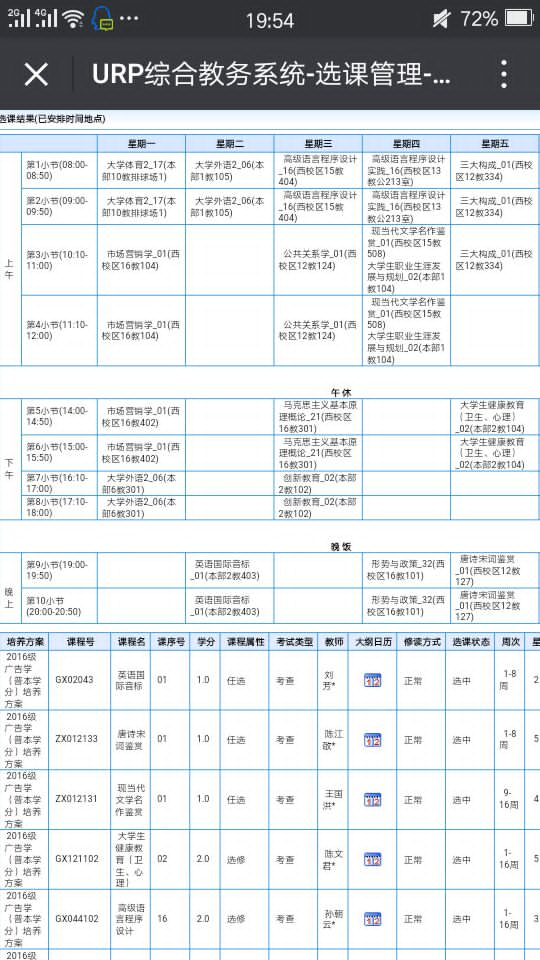 2G 4G 19:54 72%
URP综合教务系统-选课管理-...
选课结果(已安排时间地点)
星期一 星期二 星期三 星期四 星期五
上午
第1小节(08:00-08:50) 大学体育2_17(本部10教排球场1) 大学外语2_06(本部1教105) 高级语言程序设计_16(西校区15教404) 高级语言程序设计实践_16(西校区13教公213室) 三大构成_01(西校区12教334)
第2小节(09:00-09:50) 大学体育2_17(本部10教排球场1) 大学外语2_06(本部1教105) 高级语言程序设计_16(西校区15教404) 高级语言程序设计实践_16(西校区13教公213室) 三大构成_01(西校区12教334)
第3小节(10:10-11:00) 市场营销学_01(西校区16教104) 公共关系学_01(西校区12教124) 现当代文学名作鉴赏_01(西校区15教508) 大学生职业生涯发展与规划_02(本部1教104) 三大构成_01(西校区12教334)
第4小节(11:10-12:00) 市场营销学_01(西校区16教104) 公共关系学_01(西校区12教124) 现当代文学名作鉴赏_01(西校区15教508) 大学生职业生涯发展与规划_02(本部1教104)
午休
下午
第5小节(14:00-14:50) 市场营销学_01(西校区16教402) 马克思主义基本原理概论_21(西校区16教301) 大学生健康教育{卫生、心理}_02(本部2教104)
第6小节(15:00-15:50) 市场营销学_01(西校区16教402) 马克思主义基本原理概论_21(西校区16教301) 大学生健康教育{卫生、心理}_02(本部2教104)
第7小节(16:10-17:00) 大学外语2_06(本部6教301) 创新教育_02(本部2教102)
第8小节(17:10-18:00) 大学外语2_06(本部6教301) 创新教育_02(本部2教102)
晚饭
晚上
第9小节(19:00-19:50) 英语国际音标_01(本部2教403) 形势与政策_32(西校区16教101) 唐诗宋词鉴赏_01(西校区12教127)
第10小节(20:00-20:50) 英语国际音标_01(本部2教403) 形势与政策_32(西校区16教101) 唐诗宋词鉴赏_01(西校区12教127)
培养方案 课程号 课程名 课序号 学分 课程属性 考试类型 教师 大纲日历 修读方式 选课状态 周次 星
2016级广告学(普本学分)培养方案 GX02043 英语国际音标 01 1.0 任选 考查 刘芳* 正常 选中 1-8周 2
2016级广告学(普本学分)培养方案 ZX012133 唐诗宋词鉴赏 01 1.0 任选 考查 陈江敬* 正常 选中 1-8周 5
2016级广告学(普本学分)培养方案 ZX012131 现当代文学名作鉴赏 01 1.0 任选 考查 王国洪* 正常 选中 9-16周 4
2016级广告学(普本学分)培养方案 GX121102 大学生健康教育{卫生、心理} 02 2.0 选修 考查 陈文君* 正常 选中 1-16周 5
2016级广告学(普本学分)培养方案 GX044102 高级语言程序设计 16 2.0 选修 考查 孙朝云* 正常 选中 1-16周 3
2016级